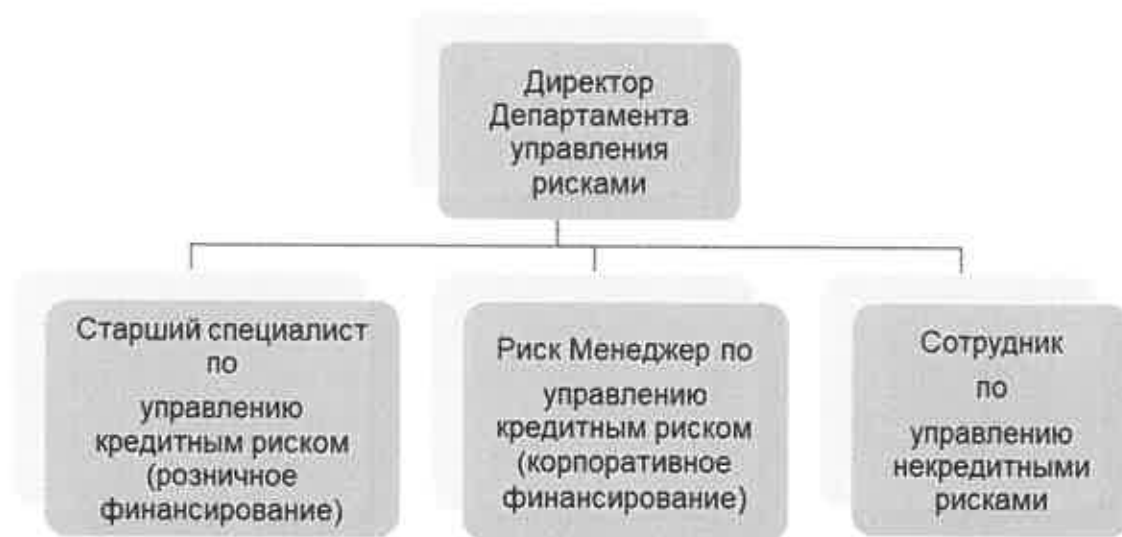 Директор
Департамента
управления
рисками
Старший специалист
по
управлению
кредитным риском
(розничное
финансирование)
Риск Менеджер по
управлению
кредитным риском
(корпоративное
финансирование)
Сотрудник
по
управлению
некредитными
рисками